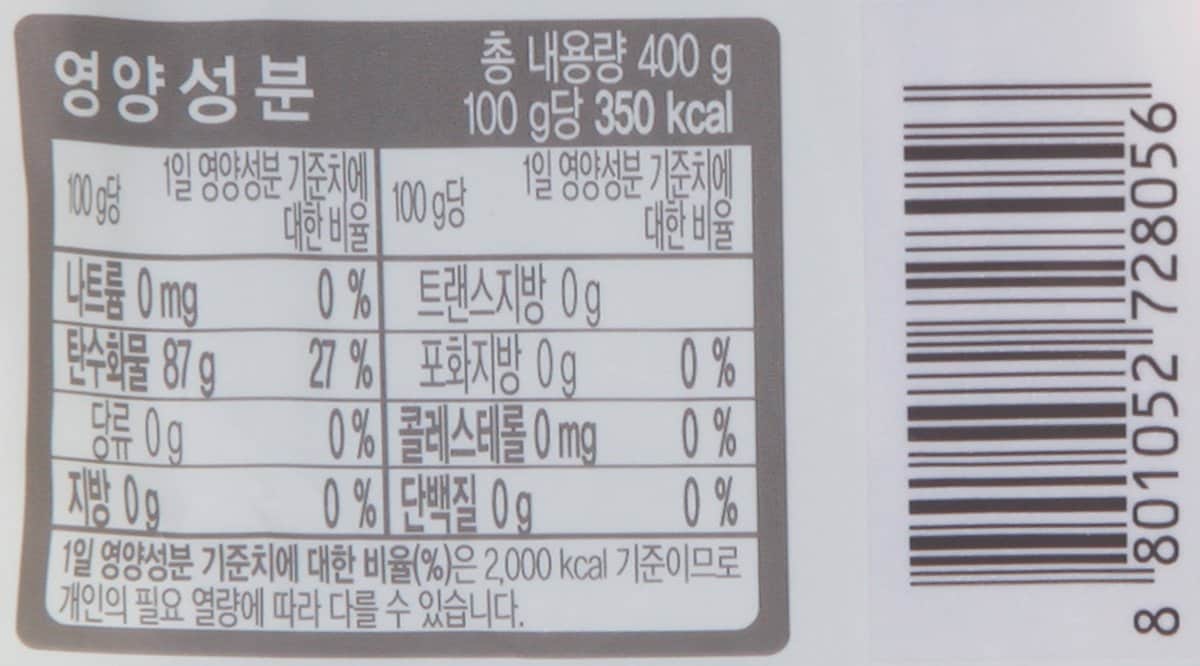 영양성분
총 내용량 400 g
100 g당 350 kcal
100 g당 1일 영양성분 기준치에 대한 비율
100 g당 1일 영양성분 기준치에 대한 비율
나트륨 0 mg 0 %
트랜스지방 0 g
탄수화물 87 g 27 %
포화지방 0 g 0 %
당류 0 g 0 %
콜레스테롤 0 mg 0 %
지방 0 g 0 %
단백질 0 g 0 %
1일 영양성분 기준치에 대한 비율(%)은 2,000 kcal 기준이므로
개인의 필요 열량에 따라 다를 수 있습니다.
8 801052 728056